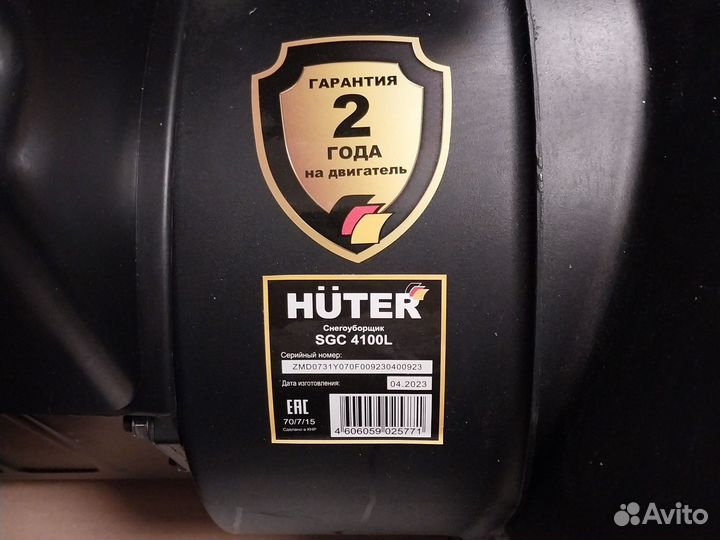 ГАРАНТИЯ
2
ГОДА
на двигатель
HÜTER
Снегоуборщик
SGC 4100L
Серийный номер:
ZMD0731Y070F009230400923
Дата изготовления: 04.2023
EAC
70/7/15
Сделано в КНР
4 606059 025771
Avito